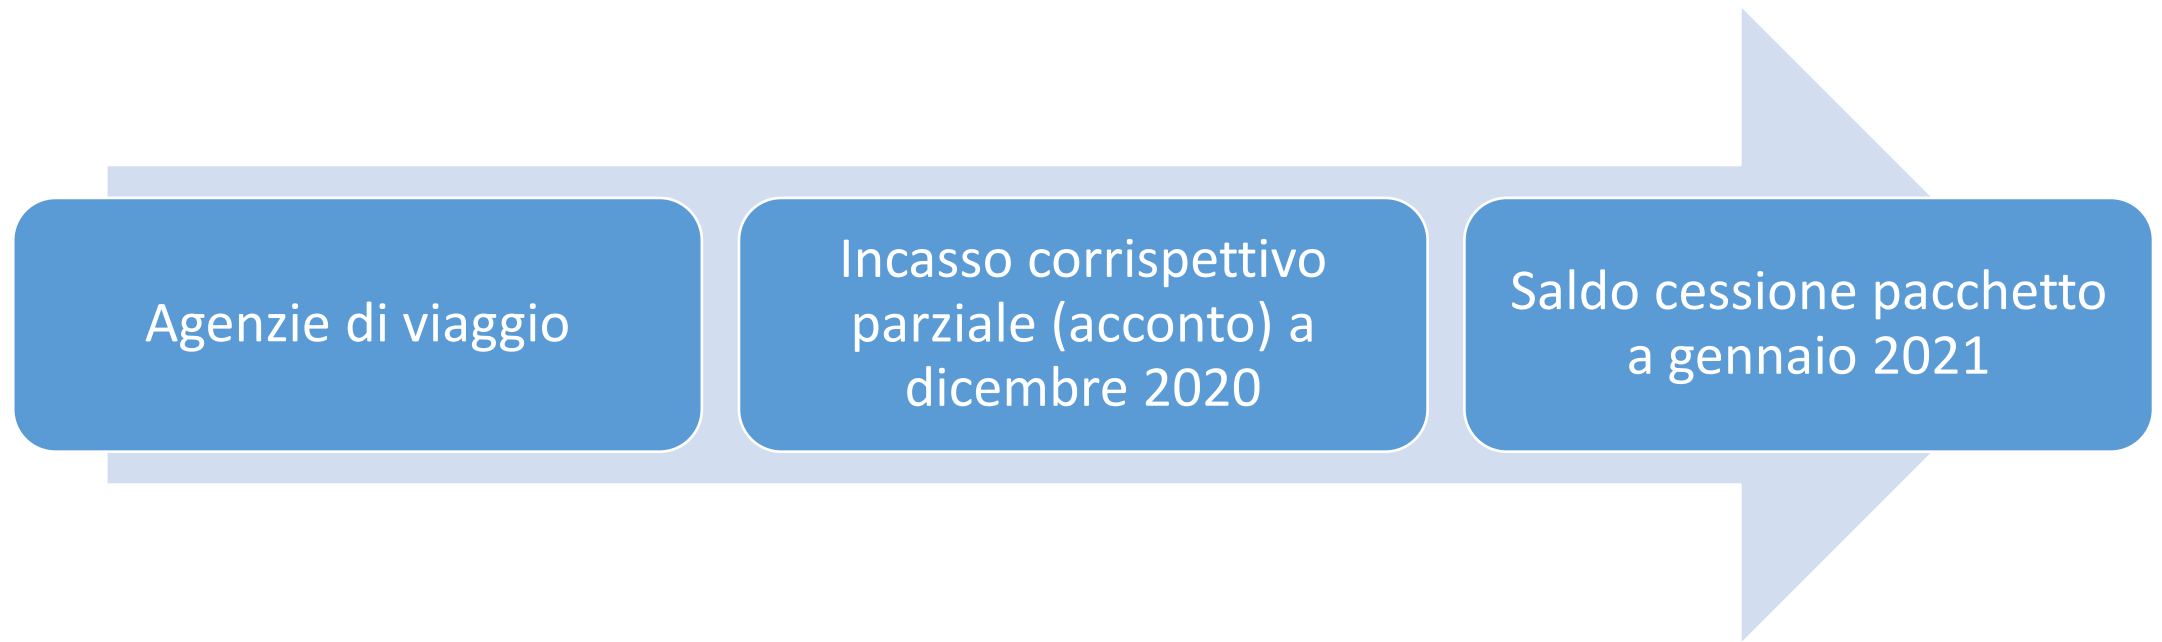 Agenzie di viaggio
Incasso corrispettivo
parziale (acconto) a
dicembre 2020
Saldo cessione pacchetto
a gennaio 2021